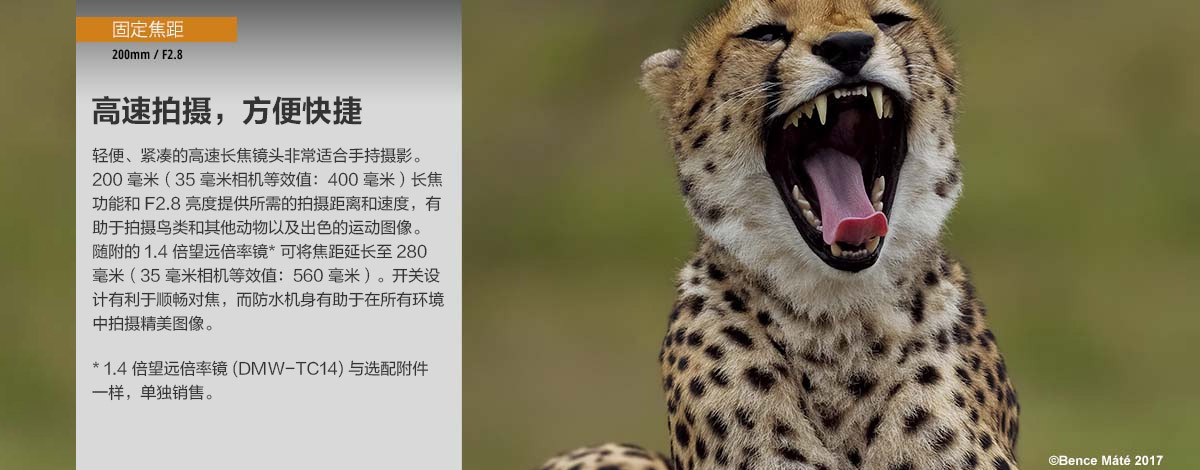 固定焦距
200mm / F2.8
高速拍摄，方便快捷
轻便、紧凑的高速长焦镜头非常适合手持摄影。
200 毫米（35 毫米相机等效值：400 毫米）长焦
功能和 F2.8 亮度提供所需的拍摄距离和速度，有
助于拍摄鸟类和其他动物以及出色的运动图像。
随附的 1.4 倍望远倍率镜* 可将焦距延长至 280
毫米（35 毫米相机等效值：560 毫米）。开关设
计有利于顺畅对焦，而防水机身有助于在所有环境
中拍摄精美图像。
* 1.4 倍望远倍率镜 (DMW-TC14) 与选配附件
一样，单独销售。
©Bence Máté 2017